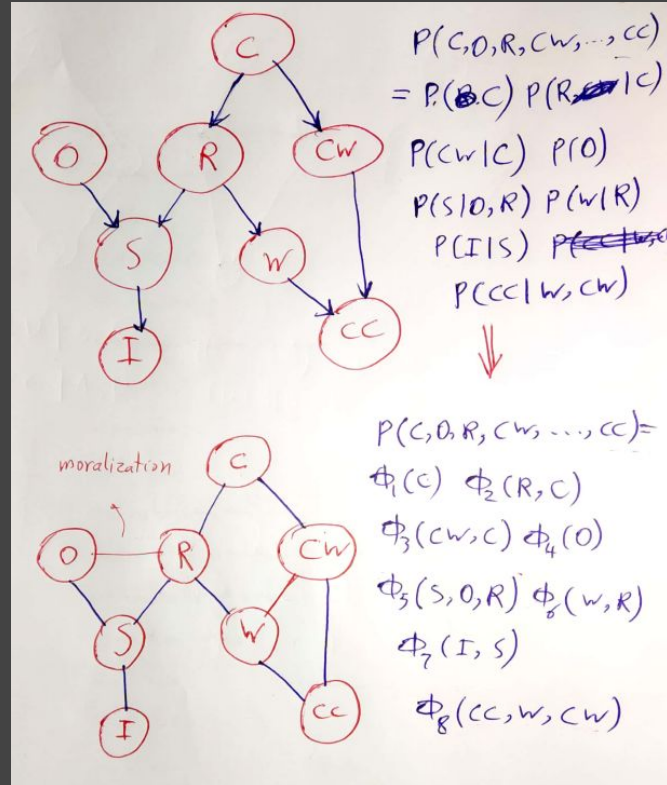 C
P(C,O,R,CW,...,CC)
= P(C) P(R|C)
O
R
CW
P(CW|C) P(O)
P(S|O,R) P(W|R)
S
W
P(I|S)
P(CC|W,CW)
I
CC
P(C,O,R,CW,...,CC)=
moralization
C
Φ₁(C) Φ₂(R,C)
O
R
CW
Φ₃(CW,C) Φ₄(O)
Φ₅(S,O,R) Φ₆(W,R)
S
W
Φ₇(I,S)
I
CC
Φ₈(CC,W,CW)